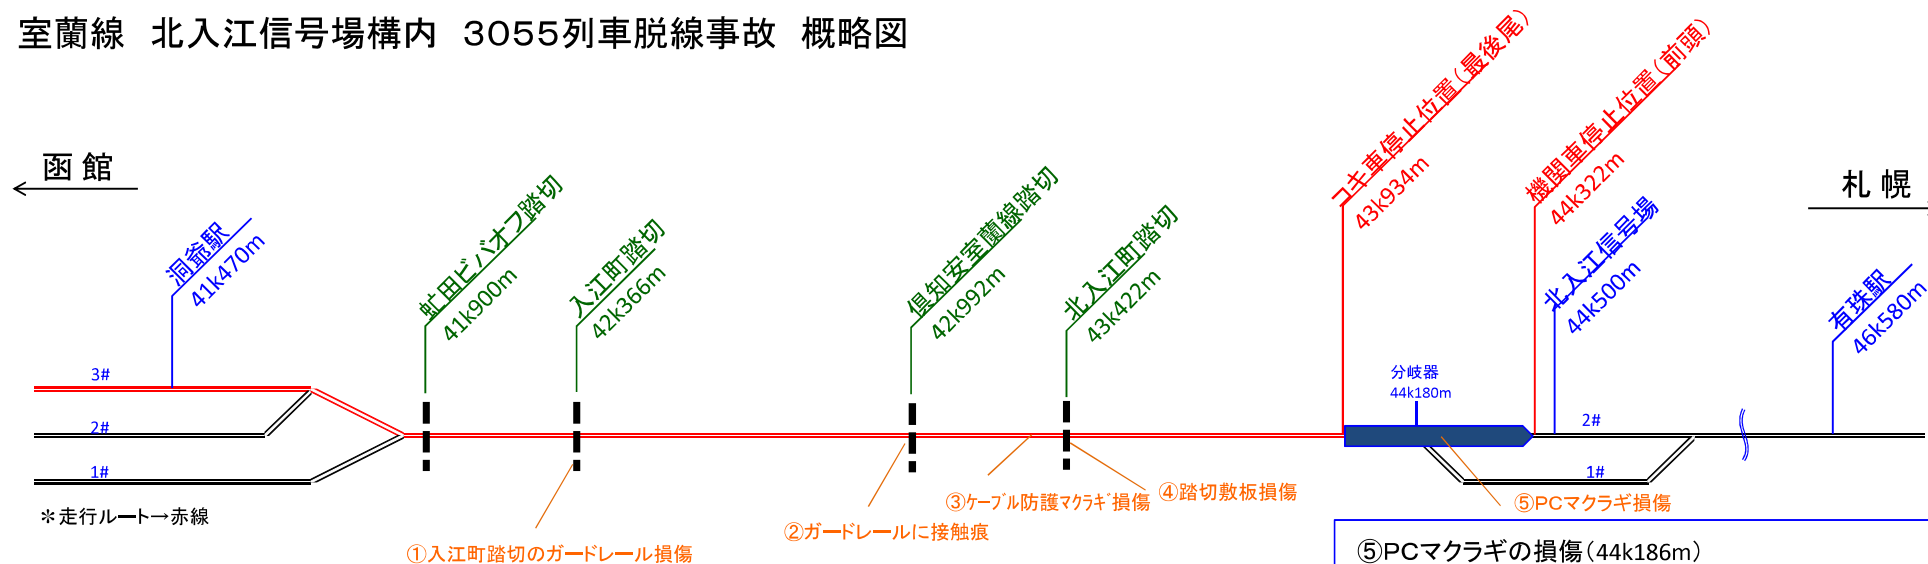 室蘭線 北入江信号場構内 3055列車脱線事故 概略図
函館
札幌
コキ車停止位置(最後尾)
43k934m
機関車停止位置(前頭)
44k322m
洞爺駅
41k470m
虻田ビバオフ踏切
41k900m
入江町踏切
42k366m
倶知安室蘭線踏切
42k992m
北入江町踏切
43k422m
北入江信号場
44k500m
有珠駅
46k580m
3#
2#
1#
分岐器
44k180m
2#
1#
＊走行ルート→赤線
①入江町踏切のガードレール損傷
②ガードレールに接触痕
③ケーブル防護マクラギ損傷
④踏切敷板損傷
⑤PCマクラギ損傷
⑤PCマクラギの損傷(44k186m)